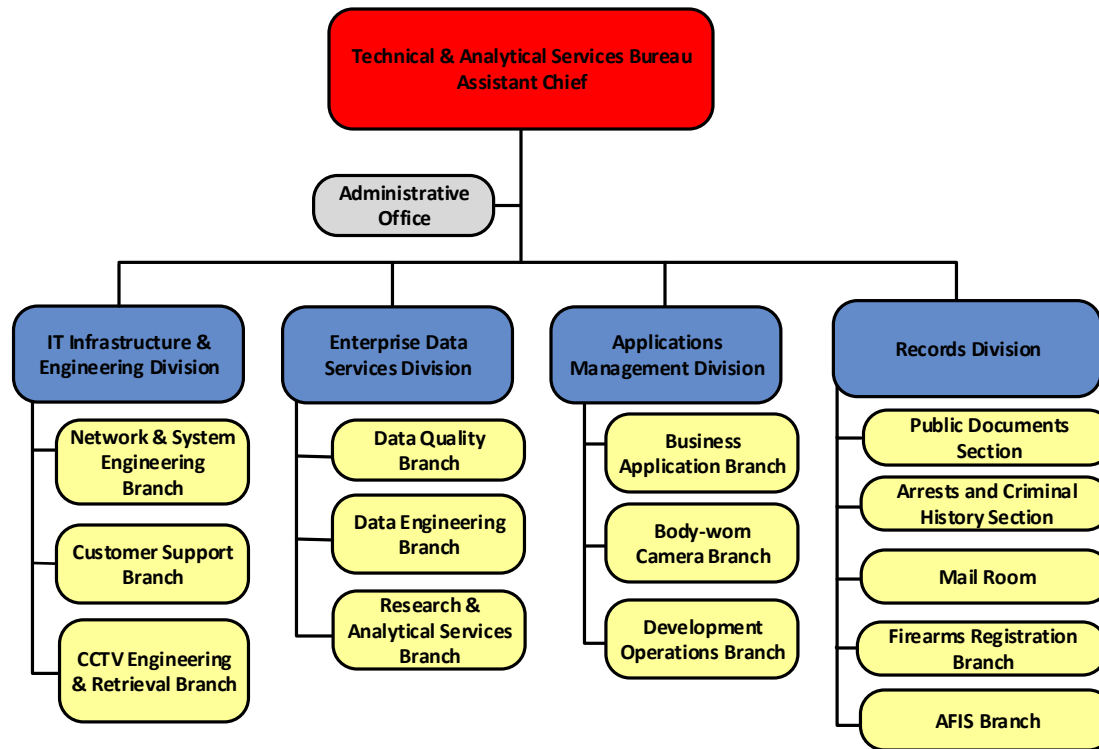 Technical & Analytical Services Bureau
Assistant Chief
Administrative
Office
IT Infrastructure &
Engineering Division
Network & System
Engineering
Branch
Customer Support
Branch
CCTV Engineering
& Retrieval Branch
Enterprise Data
Services Division
Data Quality
Branch
Data Engineering
Branch
Research &
Analytical Services
Branch
Applications
Management Division
Business
Application Branch
Body-worn
Camera Branch
Development
Operations Branch
Records Division
Public Documents
Section
Arrests and Criminal
History Section
Mail Room
Firearms Registration
Branch
AFIS Branch